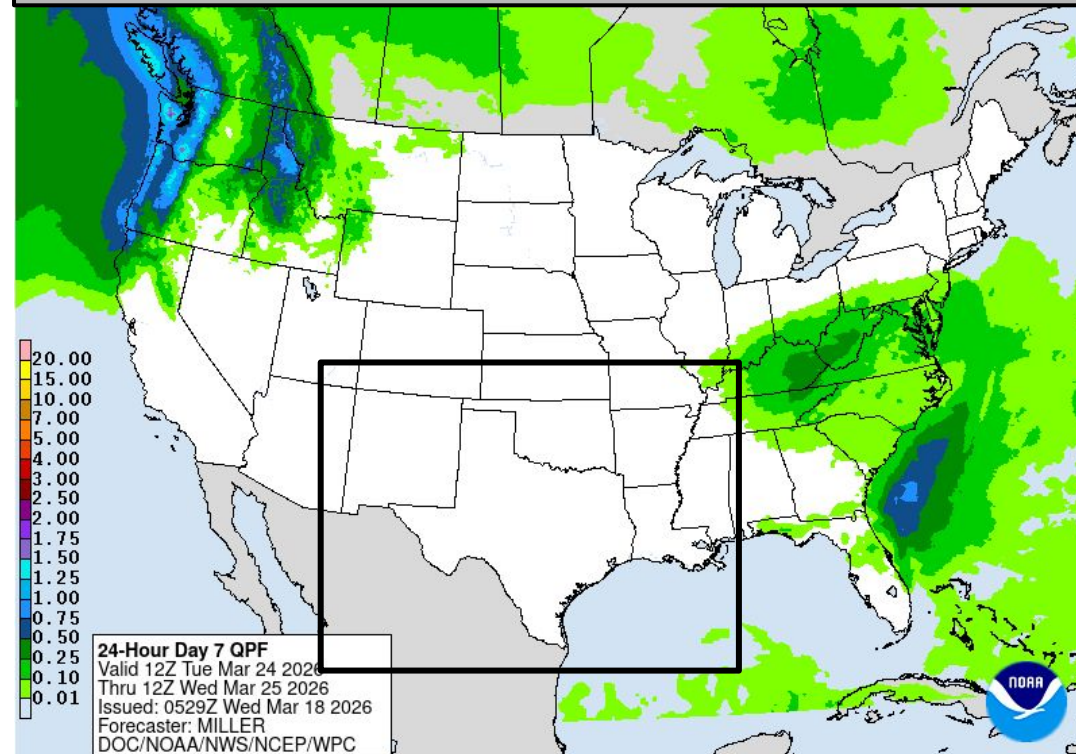 20.00
15.00
10.00
7.00
5.00
4.00
3.00
2.50
2.00
1.75
1.50
1.25
1.00
0.75
0.50
0.25
0.10
0.01
24-Hour Day 7 QPF
Valid 12Z Tue Mar 24 2026
Thru 12Z Wed Mar 25 2026
Issued: 0529Z Wed Mar 18 2026
Forecaster: MILLER
DOC/NOAA/NWS/NCEP/WPC
NOAA